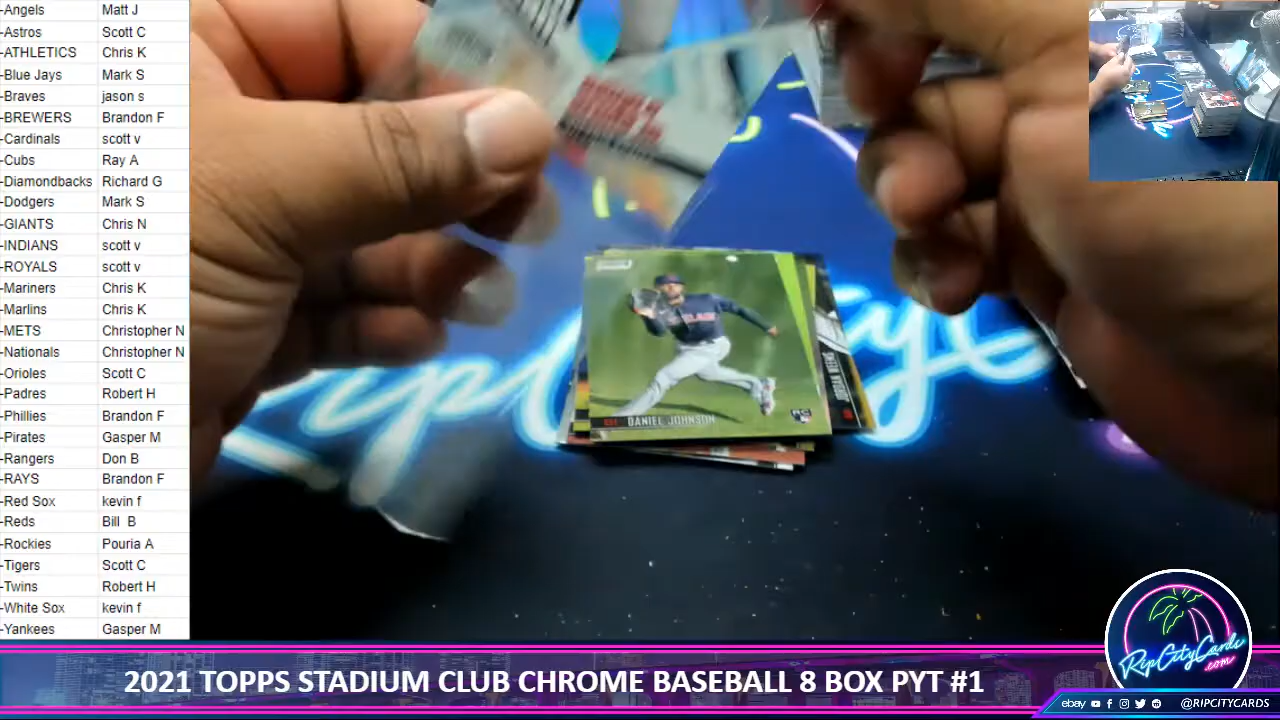 -Angels Matt J
-Astros Scott C
-ATHLETICS Chris K
-Blue Jays Mark S
-Braves jason s
-BREWERS Brandon F
-Cardinals scott v
-Cubs Ray A
-Diamondbacks Richard G
-Dodgers Mark S
-GIANTS Chris N
-INDIANS scott v
-ROYALS scott v
-Mariners Chris K
-Marlins Chris K
-METS Christopher N
-Nationals Christopher N
-Orioles Scott C
-Padres Robert H
-Phillies Brandon F
-Pirates Gasper M
-Rangers Don B
-RAYS Brandon F
-Red Sox kevin f
-Reds Bill B
-Rockies Pouria A
-Tigers Scott C
-Twins Robert H
-White Sox kevin f
-Yankees Gasper M
DANIEL JOHNSON
RC
JORDAN WEEMS
RipCityCards
.com
2021 TOPPS STADIUM CLUB CHROME BASEBALL 8 BOX PYT #1
ebay @RIPCITYCARDS